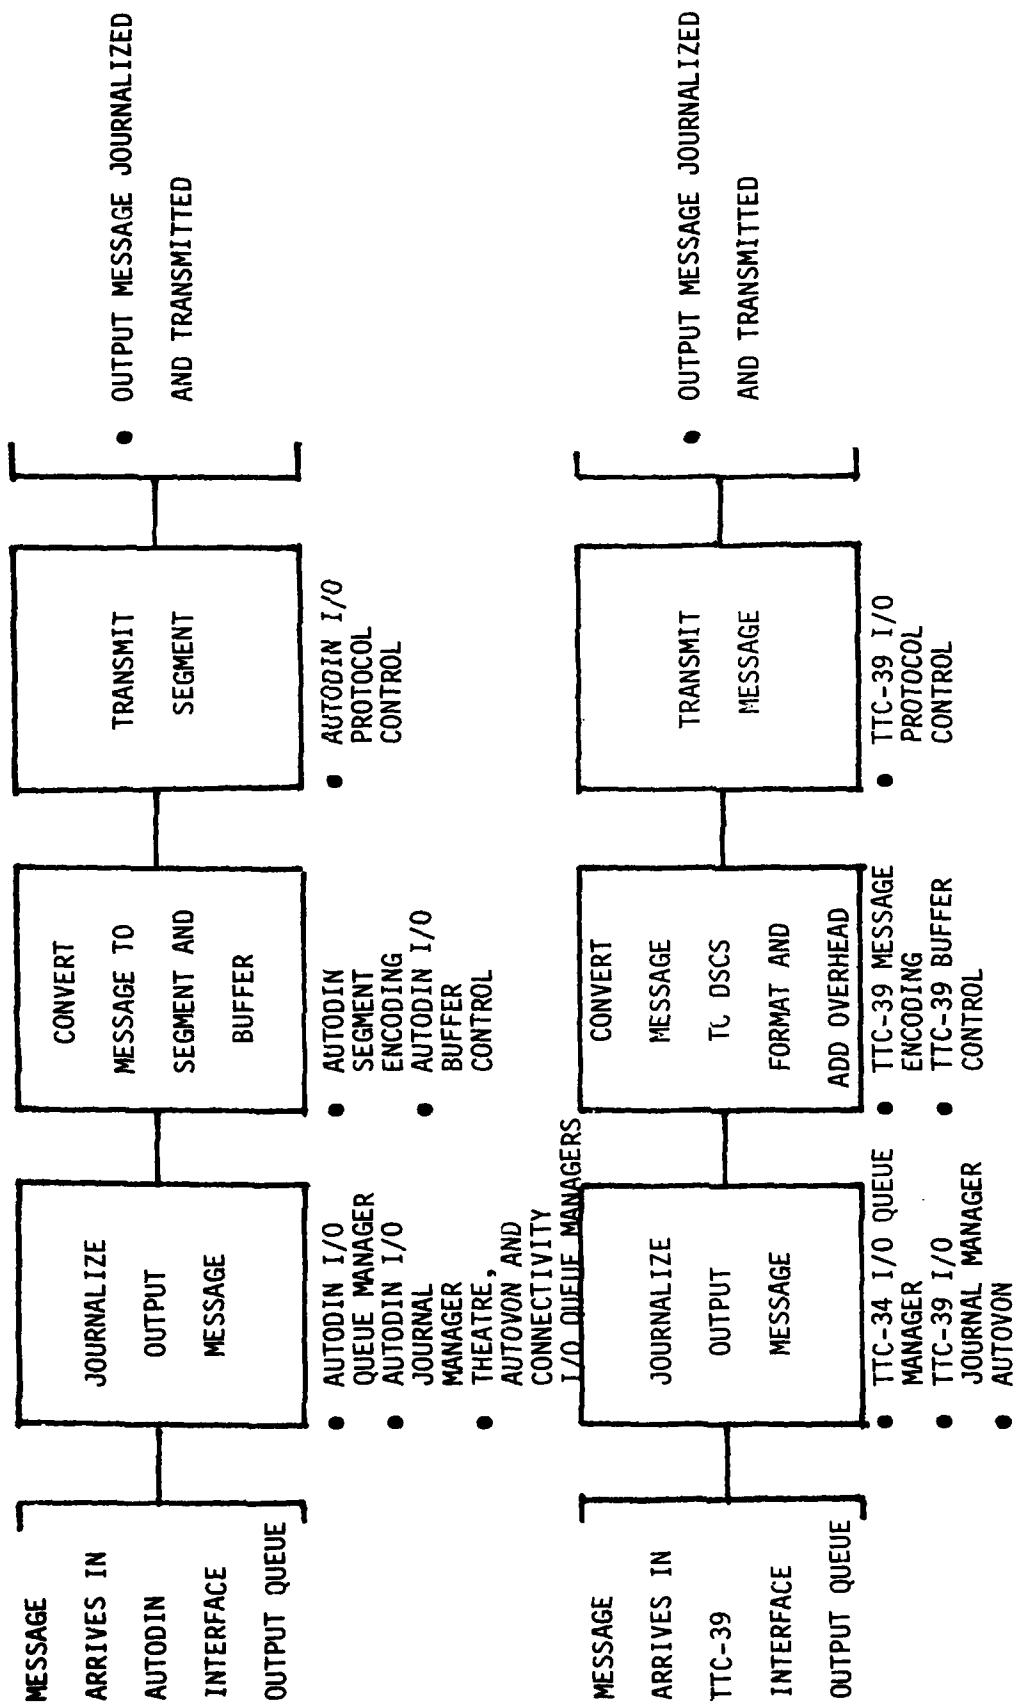 MESSAGE
ARRIVES IN
AUTODIN
INTERFACE
OUTPUT QUEUE
JOURNALIZE
OUTPUT
MESSAGE
● AUTODIN I/O
QUEUE MANAGER
● AUTODIN I/O
JOURNAL
MANAGER
● THEATRE,
AUTOVON AND
CONNECTIVITY
I/O QUEUE MANAGERS
CONVERT
MESSAGE TO
SEGMENT AND
BUFFER
● AUTODIN
SEGMENT
ENCODING
● AUTODIN I/O
BUFFER
CONTROL
TRANSMIT
SEGMENT
● AUTODIN I/O
PROTOCOL
CONTROL
● OUTPUT MESSAGE JOURNALIZED
AND TRANSMITTED
MESSAGE
ARRIVES IN
TTC-39
INTERFACE
OUTPUT QUEUE
JOURNALIZE
OUTPUT
MESSAGE
● TTC-34 I/O QUEUE
MANAGER
● TTC-39 I/O
JOURNAL MANAGER
● AUTOVON
CONVERT
MESSAGE
TO DSCS
FORMAT AND
ADD OVERHEAD
● TTC-39 MESSAGE
ENCODING
● TTC-39 BUFFER
CONTROL
TRANSMIT
MESSAGE
● TTC-39 I/O
PROTOCOL
CONTROL
● OUTPUT MESSAGE JOURNALIZED
AND TRANSMITTED